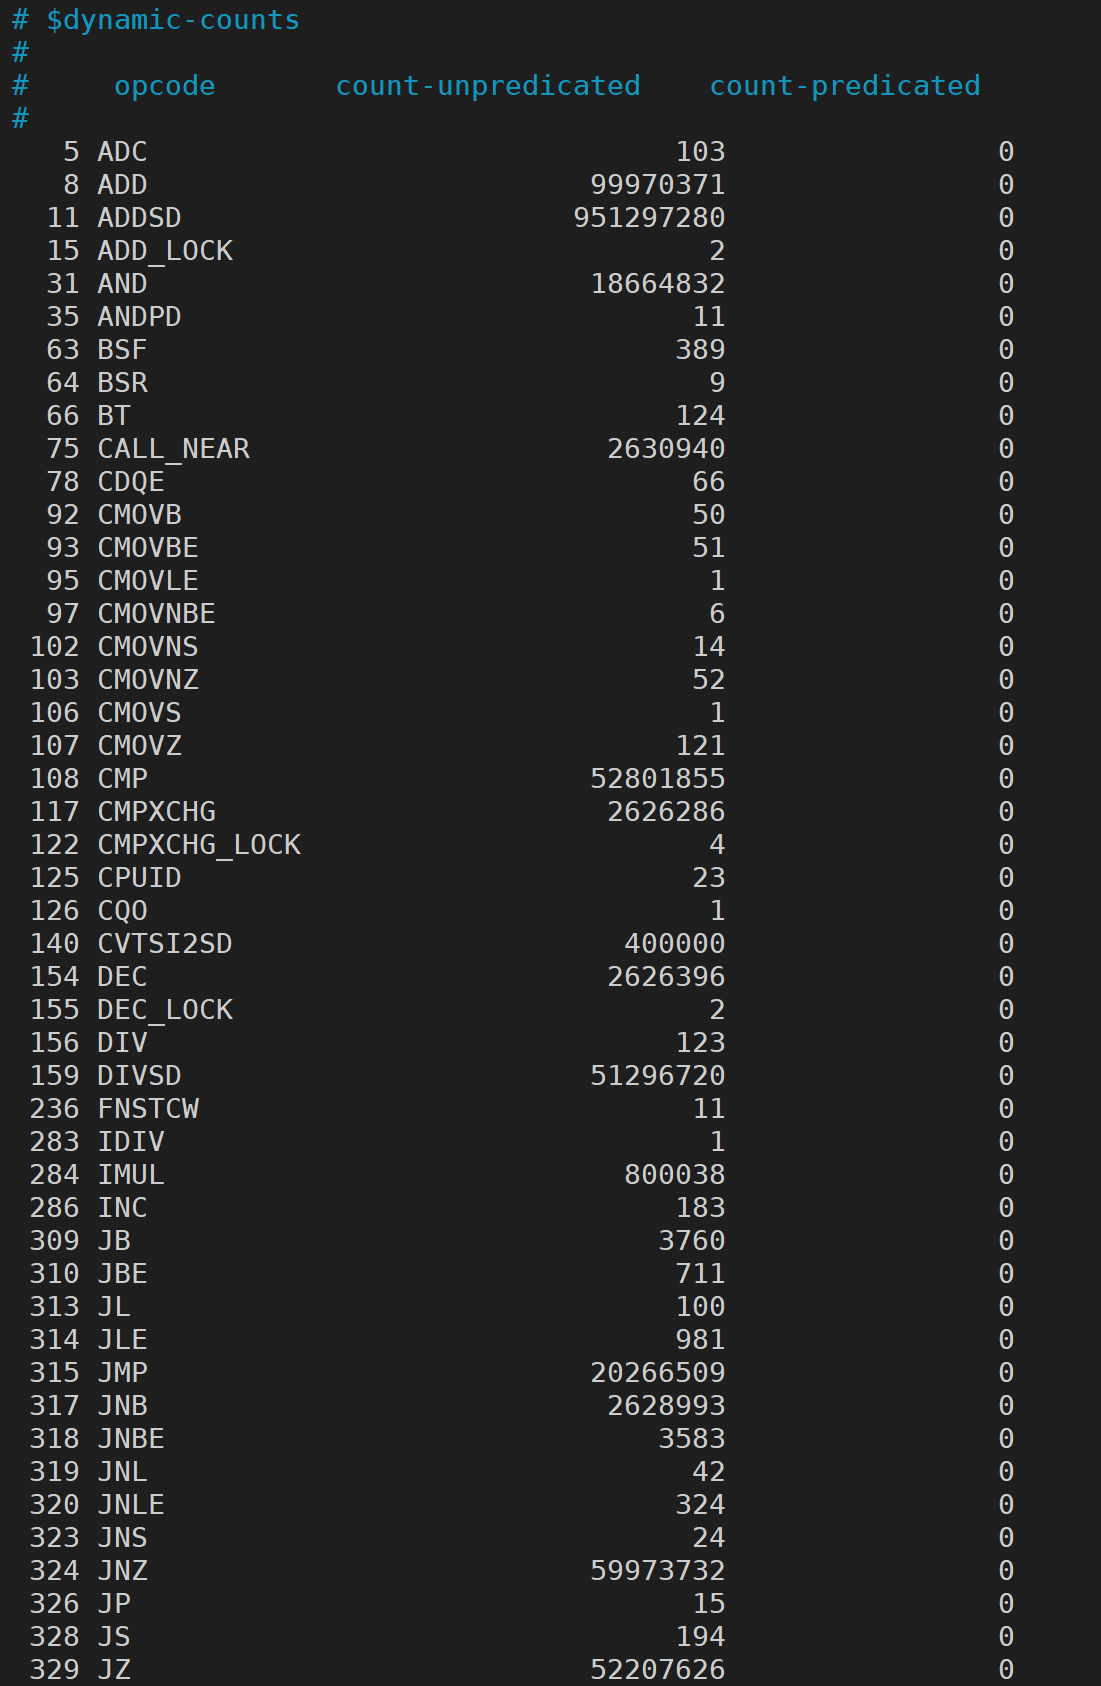 # $dynamic-counts
#
#     opcode       count-unpredicated    count-predicated
#
   5 ADC                               103                0
   8 ADD                          99970371                0
  11 ADDSD                       951297280                0
  15 ADD_LOCK                            2                0
  31 AND                          18664832                0
  35 ANDPD                              11                0
  63 BSF                               389                0
  64 BSR                                 9                0
  66 BT                                124                0
  75 CALL_NEAR                     2630940                0
  78 CDQE                               66                0
  92 CMOVB                              50                0
  93 CMOVBE                             51                0
  95 CMOVLE                              1                0
  97 CMOVNBE                             6                0
 102 CMOVNS                             14                0
 103 CMOVNZ                             52                0
 106 CMOVS                               1                0
 107 CMOVZ                             121                0
 108 CMP                          52801855                0
 117 CMPXCHG                       2626286                0
 122 CMPXCHG_LOCK                        4                0
 125 CPUID                              23                0
 126 CQO                                 1                0
 140 CVTSI2SD                       400000                0
 154 DEC                           2626396                0
 155 DEC_LOCK                            2                0
 156 DIV                               123                0
 159 DIVSD                        51296720                0
 236 FNSTCW                             11                0
 283 IDIV                                1                0
 284 IMUL                           800038                0
 286 INC                               183                0
 309 JB                               3760                0
 310 JBE                               711                0
 313 JL                                100                0
 314 JLE                               981                0
 315 JMP                          20266509                0
 317 JNB                           2628993                0
 318 JNBE                             3583                0
 319 JNL                                42                0
 320 JNLE                              324                0
 323 JNS                                24                0
 324 JNZ                          59973732                0
 326 JP                                 15                0
 328 JS                                194                0
 329 JZ                           52207626                0